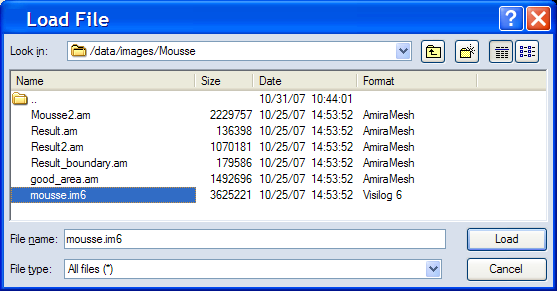 Load File
Look in: /data/images/Mousse
Name Size Date Format
.. 10/31/07 10:44:01
Mousse2.am 2229757 10/25/07 14:53:52 AmiraMesh
Result.am 136398 10/25/07 14:53:52 AmiraMesh
Result2.am 1070181 10/25/07 14:53:52 AmiraMesh
Result_boundary.am 179586 10/25/07 14:53:52 AmiraMesh
good_area.am 1492696 10/25/07 14:53:52 AmiraMesh
mousse.im6 3625221 10/25/07 14:53:52 Visilog 6
File name: mousse.im6 Load
File type: All files (*) Cancel